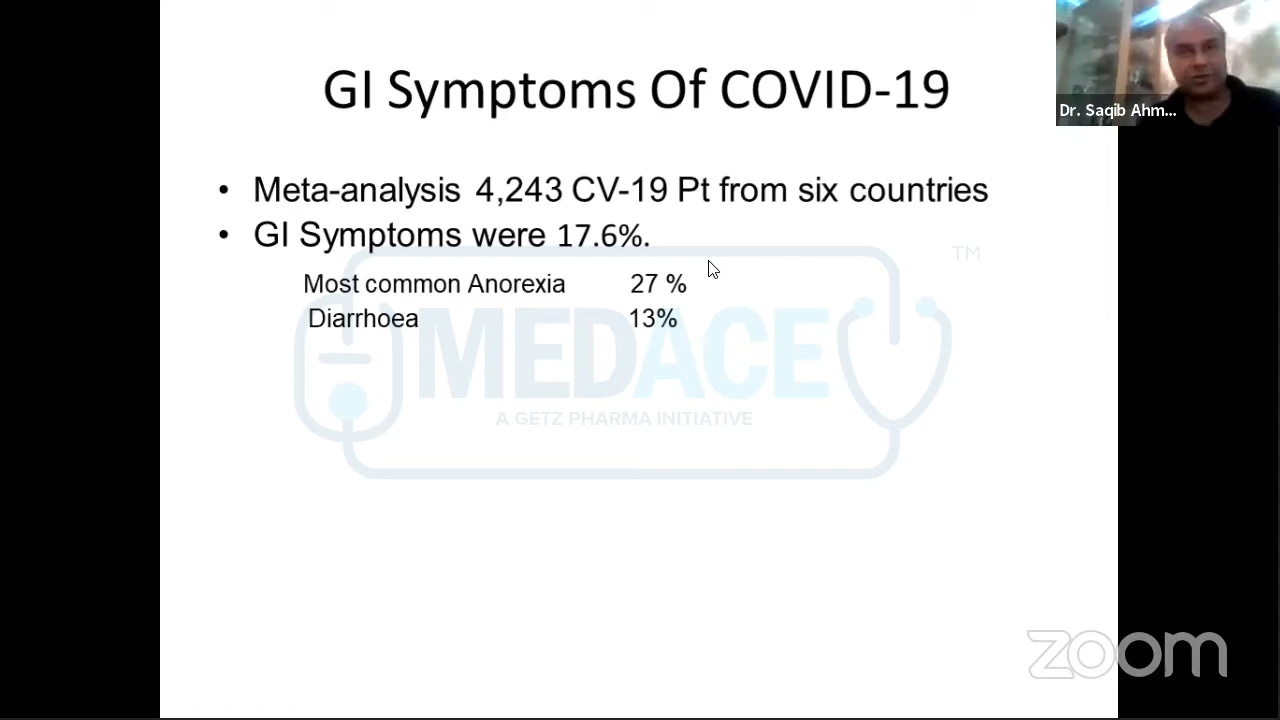 GI Symptoms Of COVID-19
Dr. Saqib Ahm...
• Meta-analysis 4,243 CV-19 Pt from six countries
• GI Symptoms were 17.6%.
TM
Most common Anorexia 27 %
Diarrhoea 13%
MEDACE
A GETZ PHARMA INITIATIVE
zoom